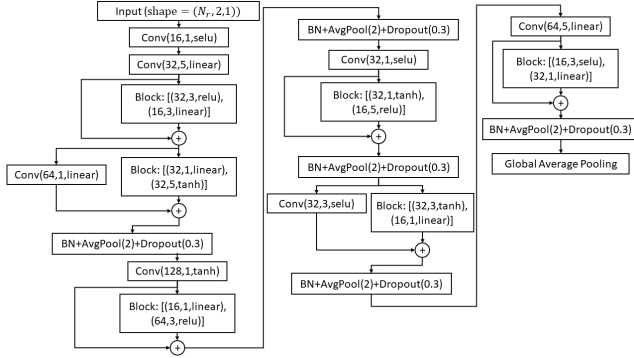 Input (shape = (N_r, 2,1))
Conv(16,1,selu)
Conv(32,5,linear)
Block: [(32,3,relu),
(16,3,linear)]
+
Conv(64,1,linear)
Block: [(32,1,linear),
(32,5,tanh)]
+
BN+AvgPool(2)+Dropout(0.3)
Conv(128,1,tanh)
Block: [(16,1,linear),
(64,3,relu)]
+
BN+AvgPool(2)+Dropout(0.3)
Conv(32,1,selu)
Block: [(32,1,tanh),
(16,5,relu)]
+
BN+AvgPool(2)+Dropout(0.3)
Conv(32,3,selu)
Block: [(32,3,tanh),
(16,1,linear)]
+
BN+AvgPool(2)+Dropout(0.3)
Conv(64,5,linear)
Block: [(16,3,selu),
(32,1,linear)]
+
BN+AvgPool(2)+Dropout(0.3)
Global Average Pooling